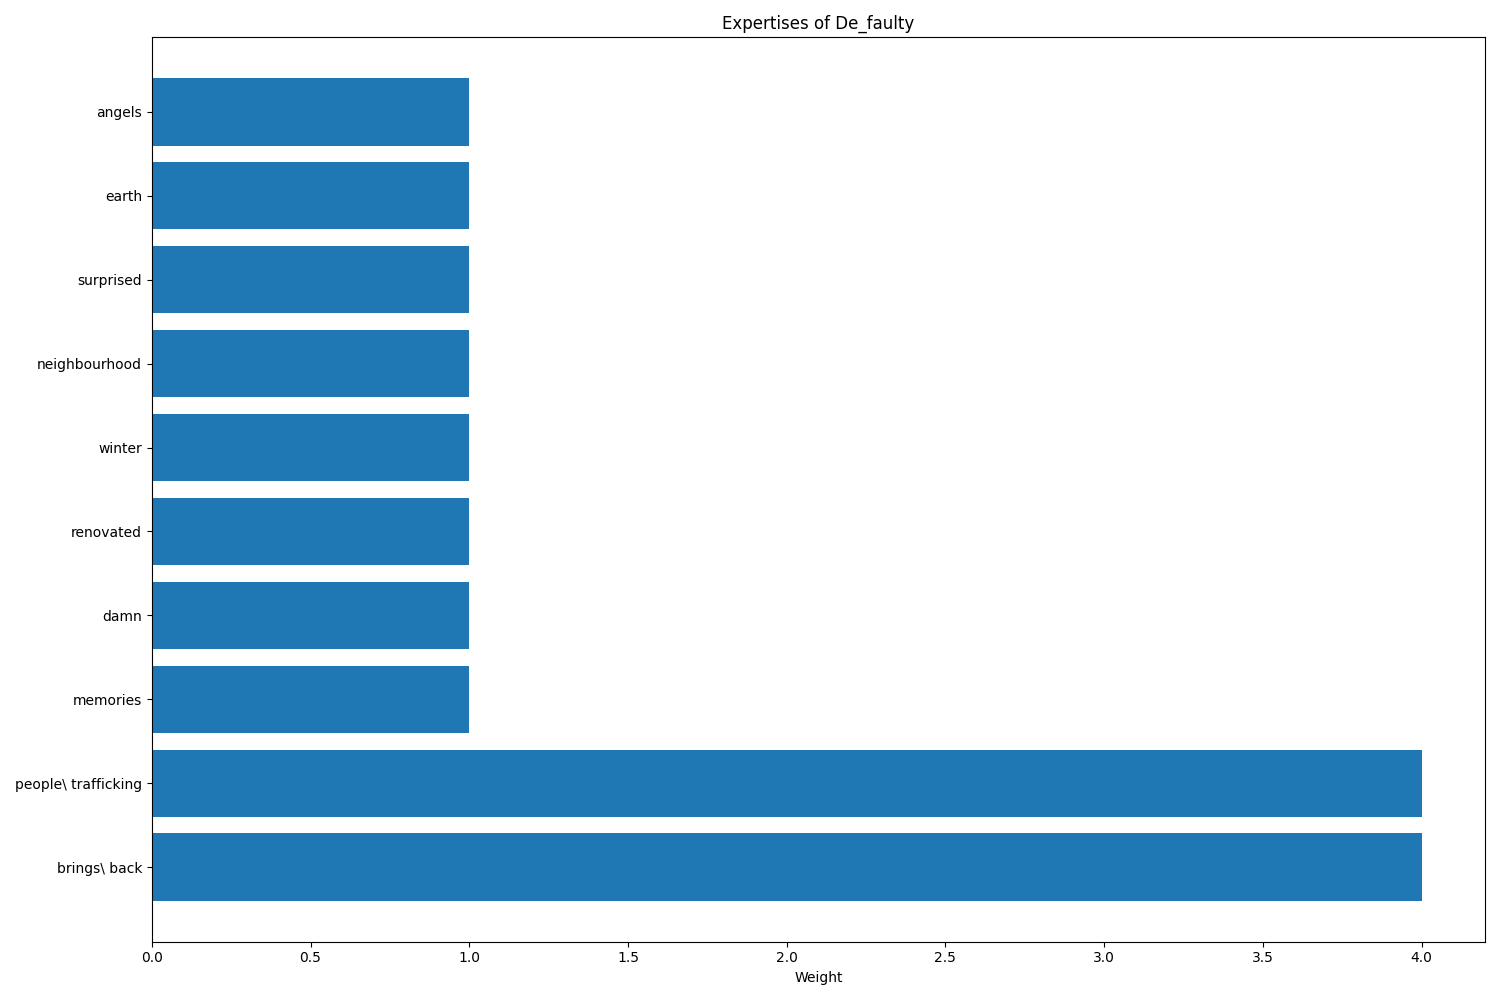 Expertises of De_faulty
angels
earth
surprised
neighbourhood
winter
renovated
damn
memories
people\ trafficking
brings\ back
0.0 0.5 1.0 1.5 2.0 2.5 3.0 3.5 4.0
Weight